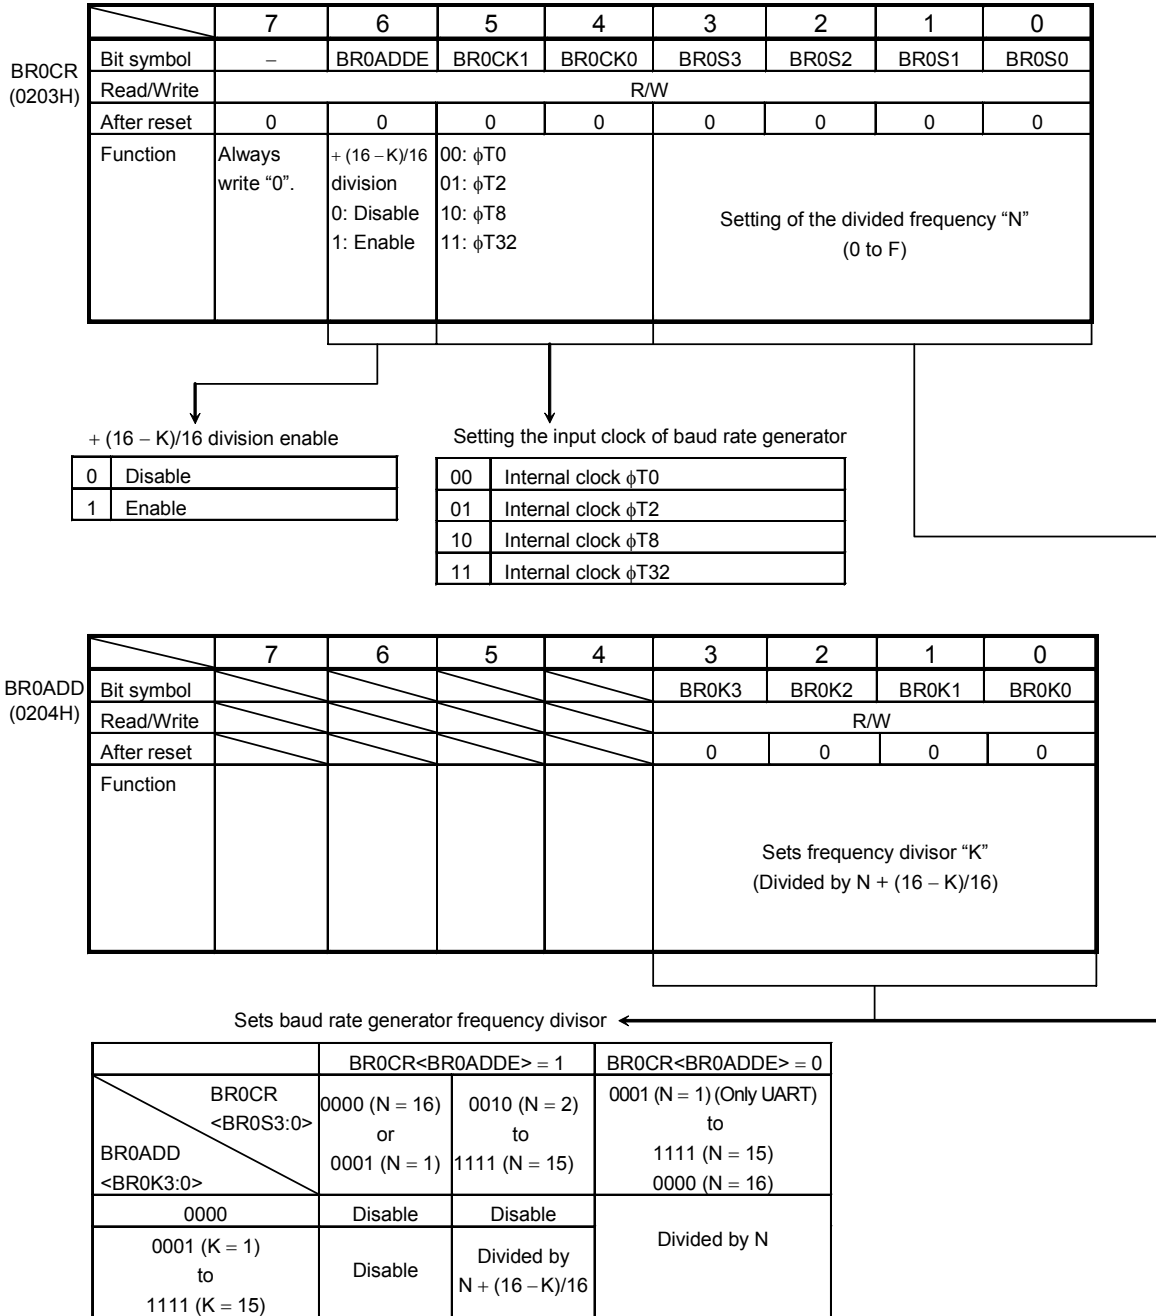 7 6 5 4 3 2 1 0
BR0CR
(0203H)
Bit symbol – BR0ADDE BR0CK1 BR0CK0 BR0S3 BR0S2 BR0S1 BR0S0
Read/Write R/W
After reset 0 0 0 0 0 0 0 0
Function
Always
write “0”.
+ (16 – K)/16
division
0: Disable
1: Enable
00: ϕT0
01: ϕT2
10: ϕT8
11: ϕT32
Setting of the divided frequency “N”
(0 to F)
+ (16 – K)/16 division enable
0 Disable
1 Enable
Setting the input clock of baud rate generator
00 Internal clock ϕT0
01 Internal clock ϕT2
10 Internal clock ϕT8
11 Internal clock ϕT32
7 6 5 4 3 2 1 0
BR0ADD
(0204H)
Bit symbol BR0K3 BR0K2 BR0K1 BR0K0
Read/Write R/W
After reset 0 0 0 0
Function
Sets frequency divisor “K”
(Divided by N + (16 – K)/16)
Sets baud rate generator frequency divisor
BR0CR<BR0ADDE> = 1 BR0CR<BR0ADDE> = 0
BR0CR
<BR0S3:0>
BR0ADD
<BR0K3:0>
0000 (N = 16)
or
0001 (N = 1)
0010 (N = 2)
to
1111 (N = 15)
0001 (N = 1) (Only UART)
to
1111 (N = 15)
0000 (N = 16)
0000 Disable Disable
Divided by N
0001 (K = 1)
to
1111 (K = 15)
Disable
Divided by
N + (16 – K)/16